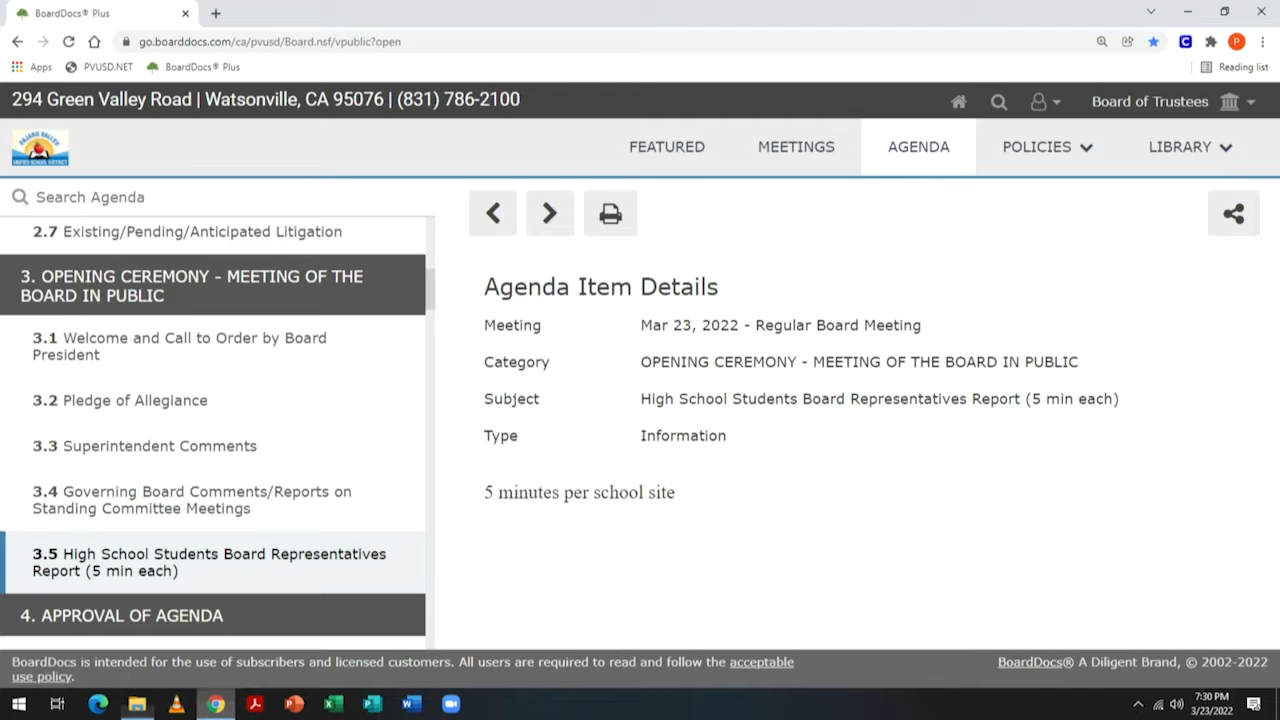 BoardDocs® Plus
go.boarddocs.com/ca/pvusd/Board.nsf/vpublic?open
P
Apps PVUSD.NET BoardDocs® Plus Reading list
294 Green Valley Road | Watsonville, CA 95076 | (831) 786-2100
Board of Trustees
PAJARO VALLEY
UNIFIED SCHOOL DISTRICT
FEATURED MEETINGS AGENDA POLICIES LIBRARY
Search Agenda
2.7 Existing/Pending/Anticipated Litigation
3. OPENING CEREMONY - MEETING OF THE
BOARD IN PUBLIC
3.1 Welcome and Call to Order by Board
President
3.2 Pledge of Allegiance
3.3 Superintendent Comments
3.4 Governing Board Comments/Reports on
Standing Committee Meetings
3.5 High School Students Board Representatives
Report (5 min each)
4. APPROVAL OF AGENDA
Agenda Item Details
Meeting Mar 23, 2022 - Regular Board Meeting
Category OPENING CEREMONY - MEETING OF THE BOARD IN PUBLIC
Subject High School Students Board Representatives Report (5 min each)
Type Information
5 minutes per school site
BoardDocs is intended for the use of subscribers and licensed customers. All users are required to read and follow the acceptable
use policy.
BoardDocs® A Diligent Brand, © 2002-2022
7:30 PM
3/23/2022